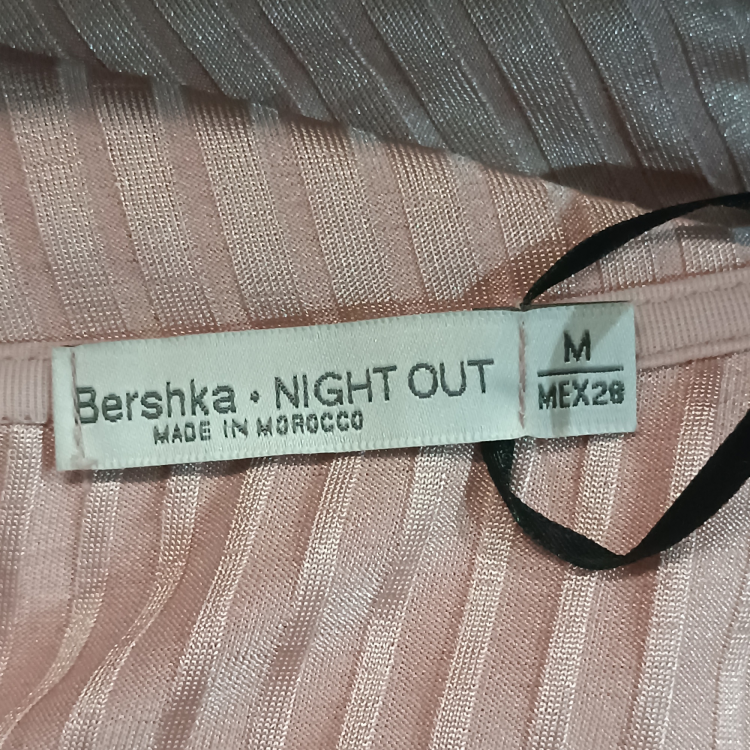 Bershka • NIGHT OUT
MADE IN MOROCCO
M
MEX28